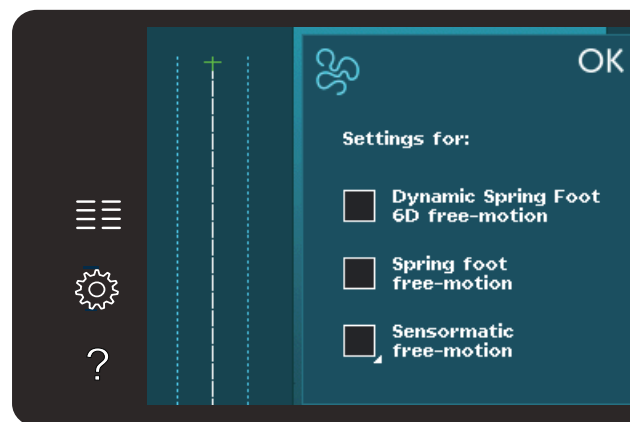 OK
Settings for:
Dynamic Spring Foot
6D free-motion
Spring foot
free-motion
Sensormatic
free-motion
?